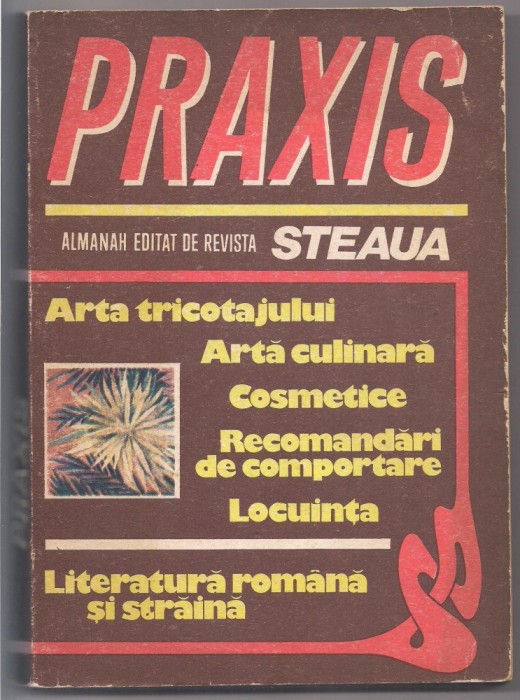 PRAXIS
ALMANAH EDITAT DE REVISTA STEAUA
Arta tricotajului
Artă culinară
Cosmetice
Recomandări
de comportare
Locuința
Literatură română
și străină
PRAXIS